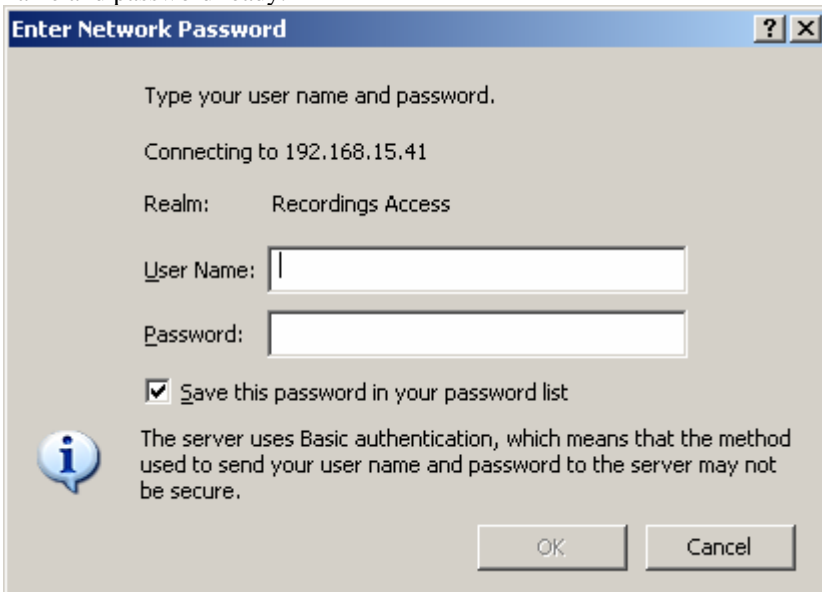 Enter Network Password
Type your user name and password.
Connecting to 192.168.15.41
Realm: Recordings Access
User Name:
Password:
Save this password in your password list
The server uses Basic authentication, which means that the method
used to send your user name and password to the server may not
be secure.
OK Cancel